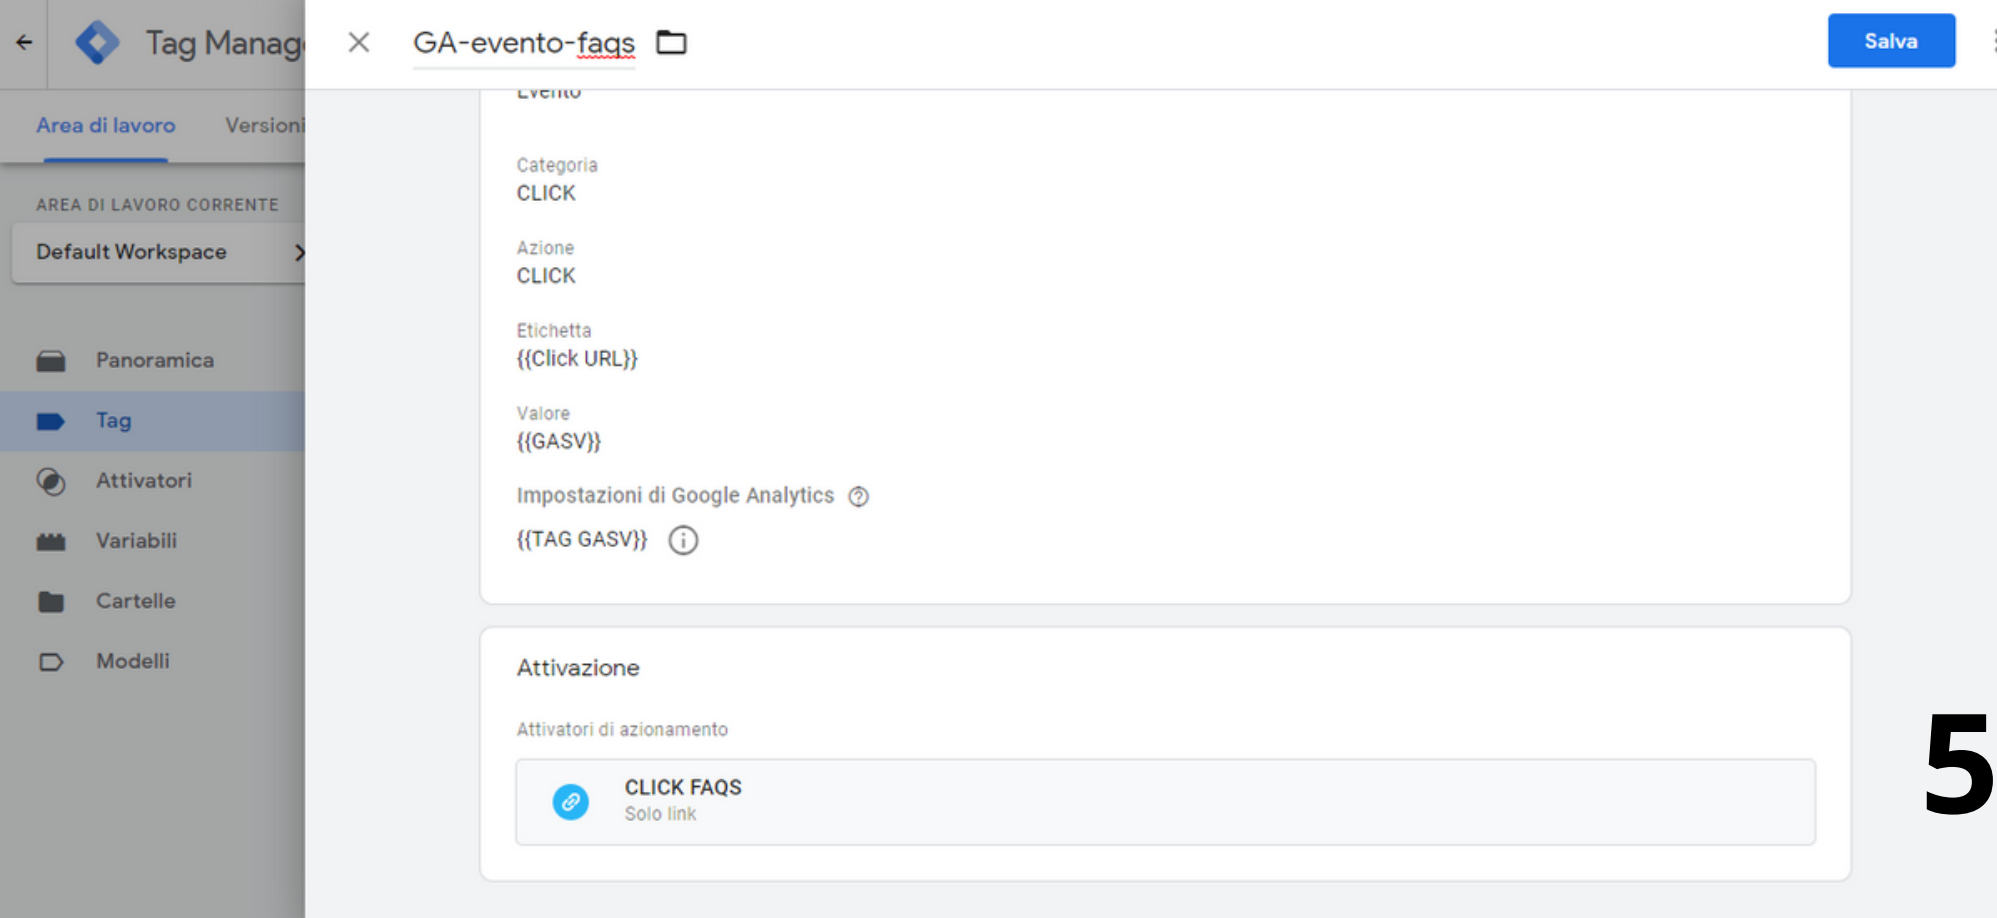 Tag Manag
GA-evento-faqs
Salva
Area di lavoro
Versioni
AREA DI LAVORO CORRENTE
Default Workspace
Panoramica
Tag
Attivatori
Variabili
Cartelle
Modelli
Evento
Categoria
CLICK
Azione
CLICK
Etichetta
{{Click URL}}
Valore
{{GASV}}
Impostazioni di Google Analytics
{{TAG GASV}}
Attivazione
Attivatori di azionamento
CLICK FAQS
Solo link
5